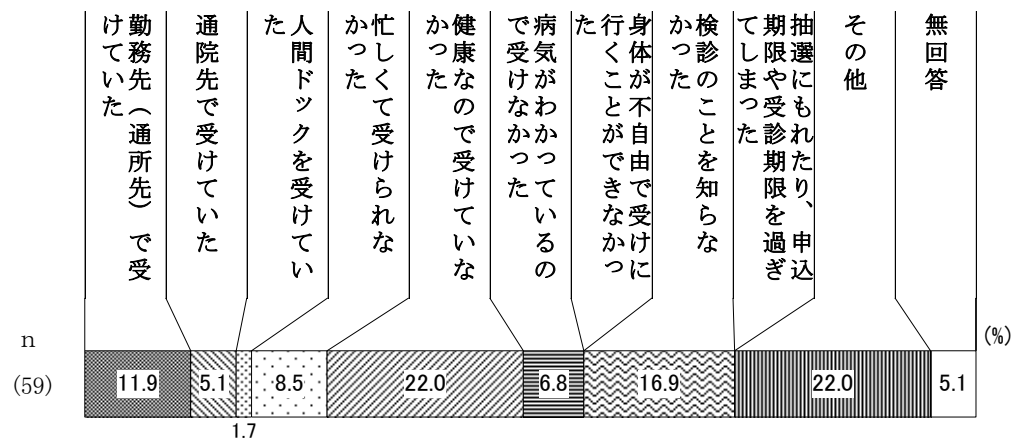 勤務先（通所先）で受
けていた
通院先で受けていた
人間ドックを受けてい
た
忙しくて受けられな
かった
健康なので受けていな
かった
病気がわかっているの
で受けなかった
身体が不自由で受けに
行くことができなかっ
た
検診のことを知らな
かった
抽選にもれたり、申込
期限や受診期限を過ぎ
てしまった
その他
無回答
(%)
n
(59)
11.9
5.1
1.7
8.5
22.0
6.8
16.9
22.0
5.1